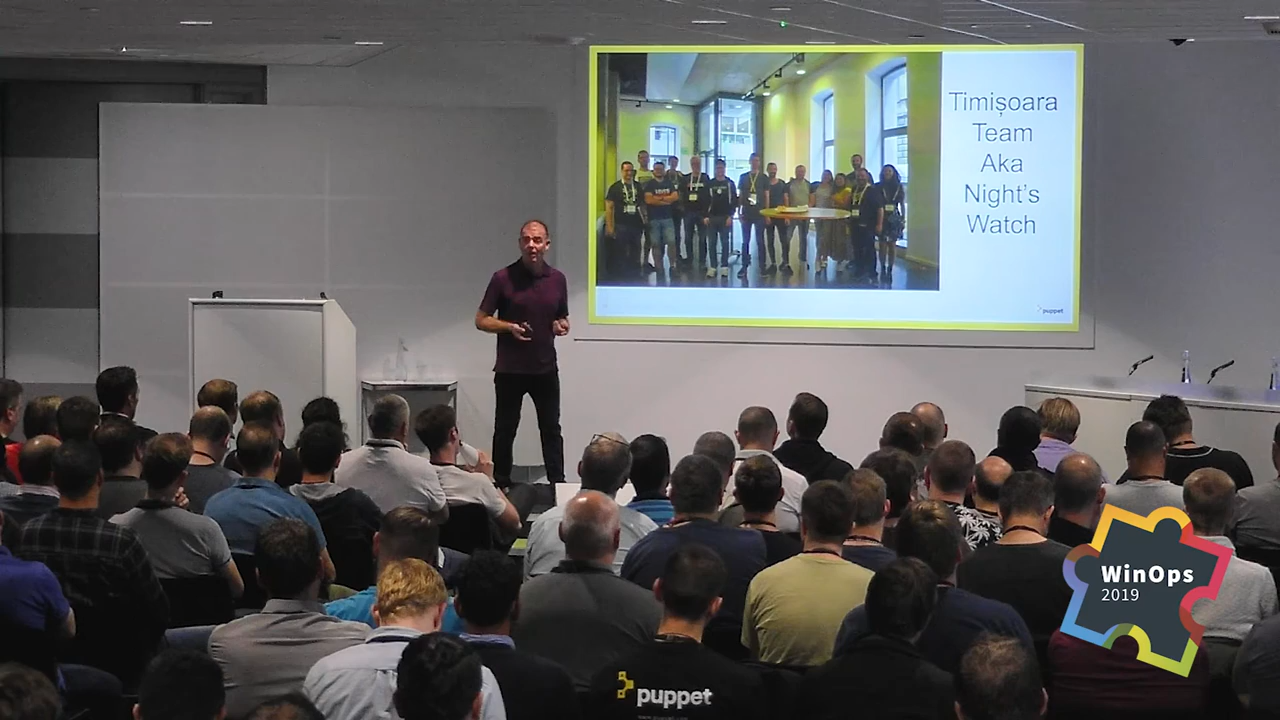 Timișoara
Team
Aka
Night's
Watch
puppet
WinOps
2019
puppet